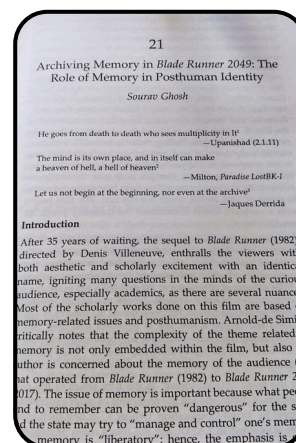 21
Archiving Memory in Blade Runner 2049: The
Role of Memory in Posthuman Identity
Sourav Ghosh
He goes from death to death who sees multiplicity in It¹
—Upanishad (2.1.11)
The mind is its own place, and in itself can make
a heaven of hell, a hell of heaven²
—Milton, Paradise LostBK-I
Let us not begin at the beginning, nor even at the archive³
—Jaques Derrida
Introduction
After 35 years of waiting, the sequel to Blade Runner (1982)
directed by Denis Villeneuve, enthralls the viewers wit
both aesthetic and scholarly excitement with an identic
name, igniting many questions in the minds of the curiou
audience, especially academics, as there are several nuanc
Most of the scholarly works done on this film are based
memory-related issues and posthumanism. Arnold-de Simi
ritically notes that the complexity of the theme related
emory is not only embedded within the film, but also
uthor is concerned about the memory of the audience
hat operated from Blade Runner (1982) to Blade Runner 2
2017). The issue of memory is important because what peo
nd to remember can be proven “dangerous” for the s
d the state may try to “manage and control” one's mem
memory is “liberatory”; hence, the emphasis is